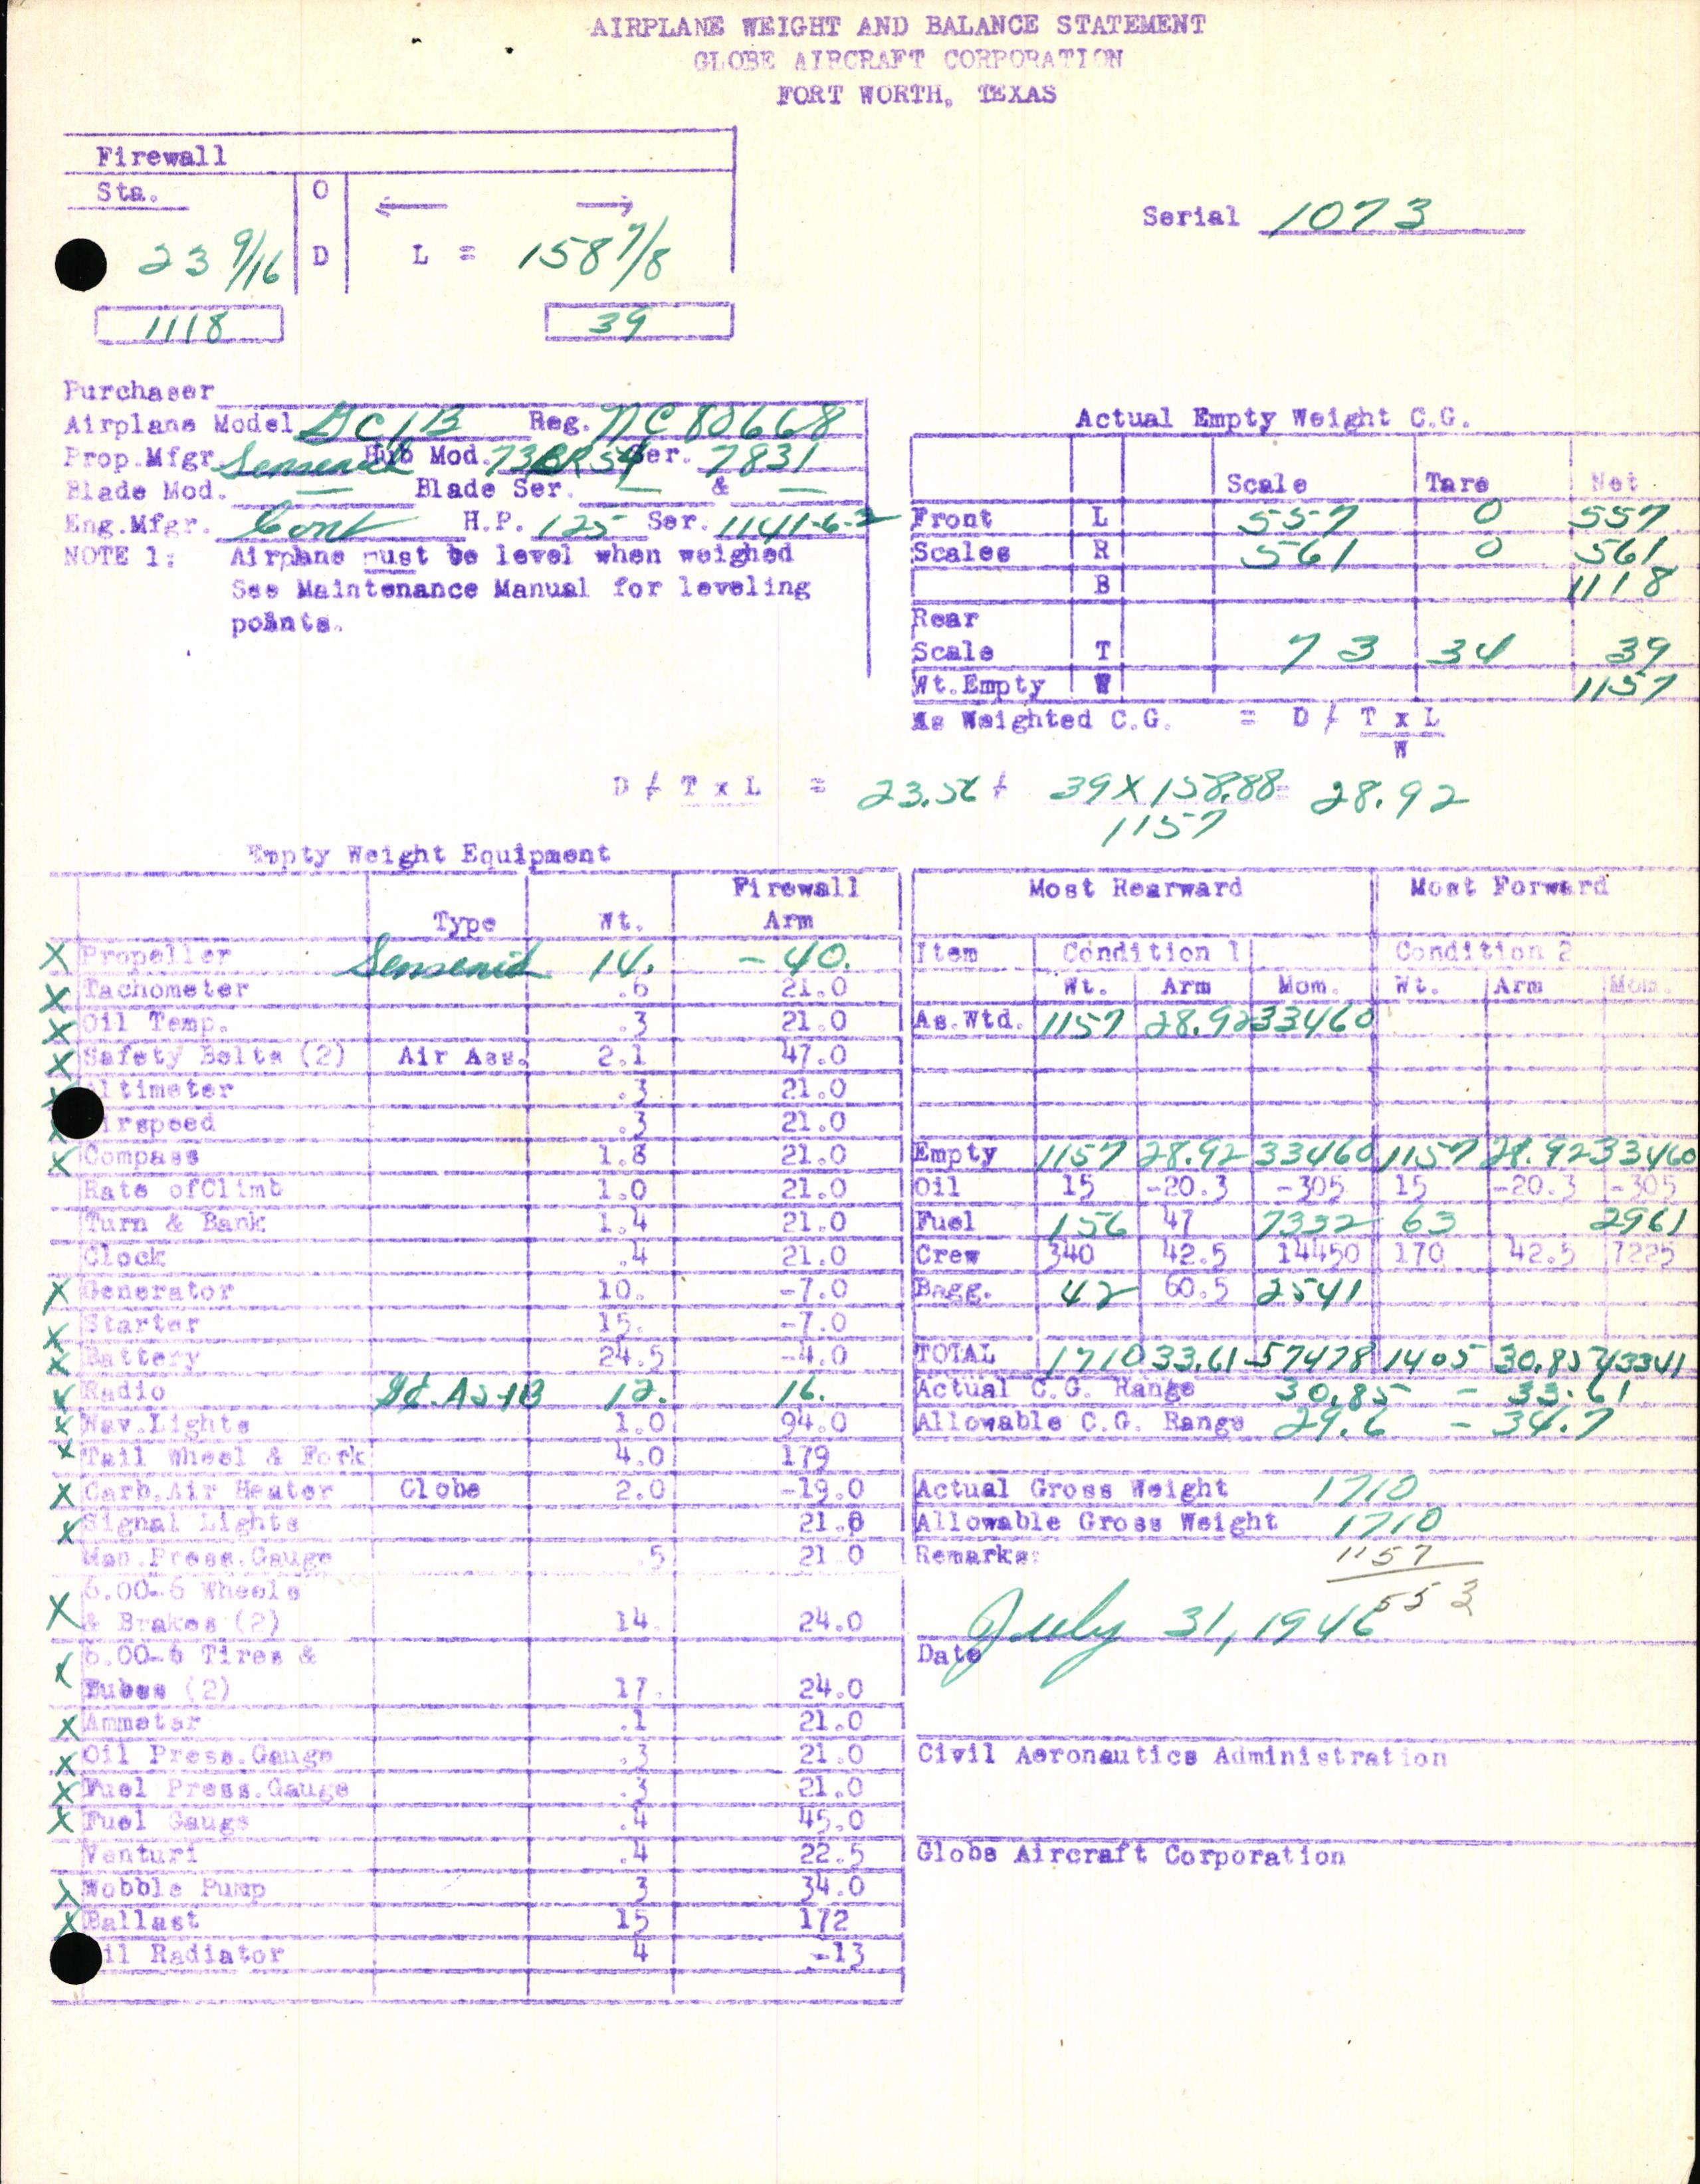 AIRPLANE WEIGHT AND BALANCE STATEMENT
GLOBE AIRCRAFT CORPORATION
FORT WORTH, TEXAS
Firewall
Sta. O
23 9/16 D L = 158 7/8
1118 39
Serial 1073
Purchaser
Airplane Model GC1B Reg. NC 80668
Prop.Mfgr Sensenich Hub Mod. Ser. 7831
Blade Mod. — Blade Ser. — & —
Eng.Mfgr. Cont H.P. 125 Ser. 1141-6-2
NOTE 1: Airplane must be level when weighed
See Maintenance Manual for leveling
points.
Actual Empty Weight C.G.
Scale Tare Net
Front L 557 0 557
Scales R 561 0 561
B 1118
Rear
Scale T 73 34 39
Wt.Empty W 1157
As Weighted C.G. = D / T x L
W
D / T x L = 23.56 + 39 X 158.88 = 28.92
1157
Empty Weight Equipment
Type Wt. Firewall Arm
X Propeller Sensenich 14. -40.
X Tachometer .6 21.0
X Oil Temp. .3 21.0
X Safety Belts (2) Air Ass. 2.1 47.0
X ltimeter .3 21.0
X irspeed .3 21.0
X Compass 1.8 21.0
Rate ofClimb 1.0 21.0
Turn & Bank 1.4 21.0
Clock .4 21.0
X Generator 10. -7.0
X Starter 15. -7.0
X Battery 24.5 -4.0
X Radio 12. 16.
X Nav.Lights 1.0 94.0
X Tail Wheel & Fork 4.0 179
X Carb.Air Heater Globe 2.0 -19.0
X Signal Lights 21.0
Man.Press.Gauge .5 21 0
X 6.00-6 Wheels
& Brakes (2) 14. 24.0
X 6.00-6 Tires &
Tubes (2) 17. 24.0
X Ammeter .1 21.0
X Oil Press.Gauge .3 21.0
X Fuel Press.Gauge .3 21.0
X Fuel Gauge .4 45.0
Venturi .4 22.5
X Wobble Pump 3 34.0
X Ballast 15 172
il Radiator 4 -13
Most Rearward Most Forward
Item Condition 1 Condition 2
Wt. Arm Mom. Wt. Arm Mom.
As.Wtd. 1157 28.92 33460
Empty 1157 28.92 33460 1157 28.92 33460
Oil 15 -20.3 -305 15 -20.3 -305
Fuel 156 47 7332 63 2961
Crew 340 42.5 14450 170 42.5 7225
Bagg. 42 60.5 2541
TOTAL 1710 33.61 57478 1405 30.85 43341
Actual C.G. Range 30.85 - 33.61
Allowable C.G. Range 29.6 - 34.7
Actual Gross Weight 1710
Allowable Gross Weight 1710
Remarks: 1157
553
July 31, 1946
Date
Civil Aeronautics Administration
Globe Aircraft Corporation